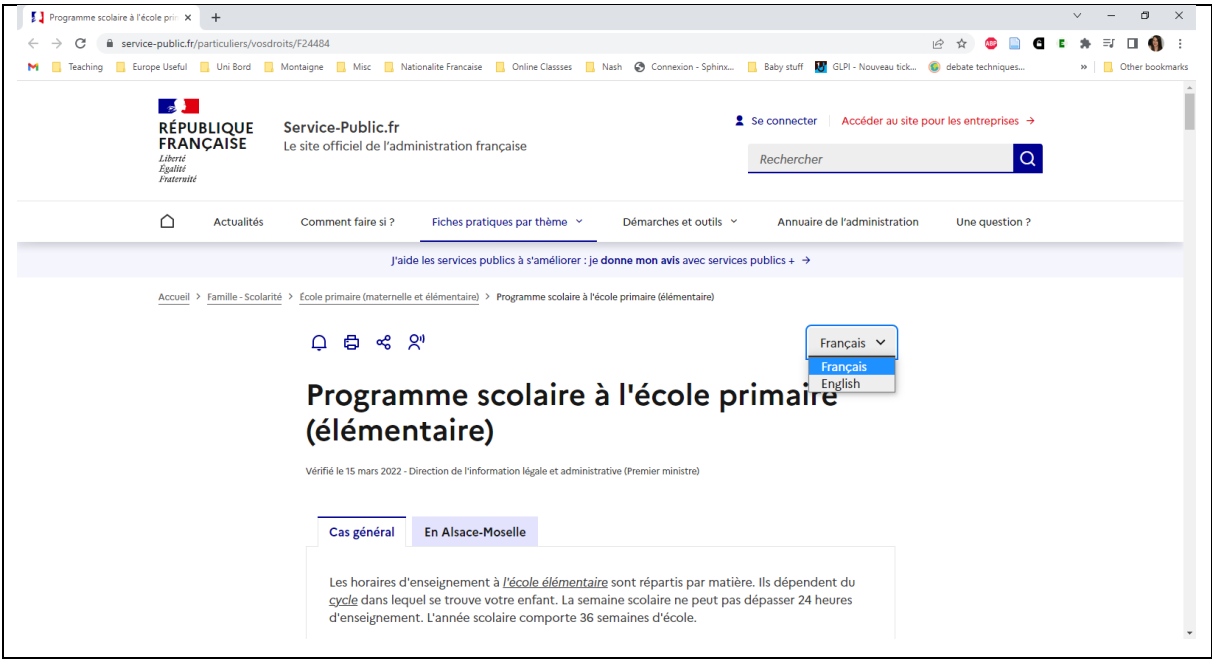 Programme scolaire à l'école prim
service-public.fr/particuliers/vosdroits/F24484
ABP
E
M
Teaching
Europe Useful
Uni Bord
Montaigne
Misc
Nationalite Francaise
Online Classses
Nash
Connexion - Sphinx...
Baby stuff
GLPI - Nouveau tick...
debate techniques...
»
Other bookmarks
RÉPUBLIQUE
FRANÇAISE
Liberté
Égalité
Fraternité
Service-Public.fr
Le site officiel de l'administration française
Se connecter
Accéder au site pour les entreprises →
Rechercher
Actualités
Comment faire si ?
Fiches pratiques par thème
Démarches et outils
Annuaire de l'administration
Une question ?
J'aide les services publics à s'améliorer : je donne mon avis avec services publics + →
Accueil > Famille - Scolarité > École primaire (maternelle et élémentaire) > Programme scolaire à l'école primaire (élémentaire)
Français
Français
English
Programme scolaire à l'école primaire
(élémentaire)
Vérifié le 15 mars 2022 - Direction de l'information légale et administrative (Premier ministre)
Cas général
En Alsace-Moselle
Les horaires d'enseignement à l'école élémentaire sont répartis par matière. Ils dépendent du
cycle dans lequel se trouve votre enfant. La semaine scolaire ne peut pas dépasser 24 heures
d'enseignement. L'année scolaire comporte 36 semaines d'école.